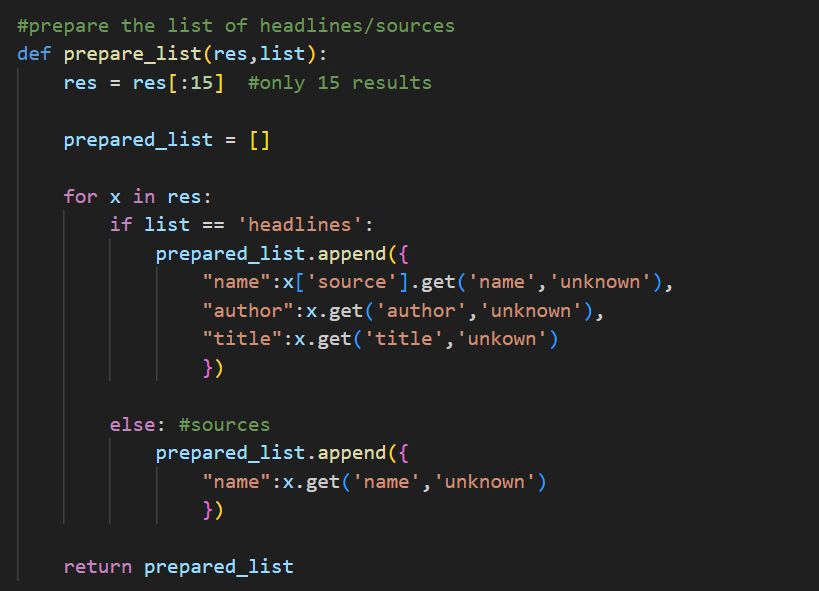 #prepare the list of headlines/sources
def prepare_list(res,list):
    res = res[:15]  #only 15 results

    prepared_list = []

    for x in res:
        if list == 'headlines':
            prepared_list.append({
                "name":x['source'].get('name','unknown'),
                "author":x.get('author','unknown'),
                "title":x.get('title','unkown')
                })

        else: #sources
            prepared_list.append({
                "name":x.get('name','unknown')
                })

    return prepared_list